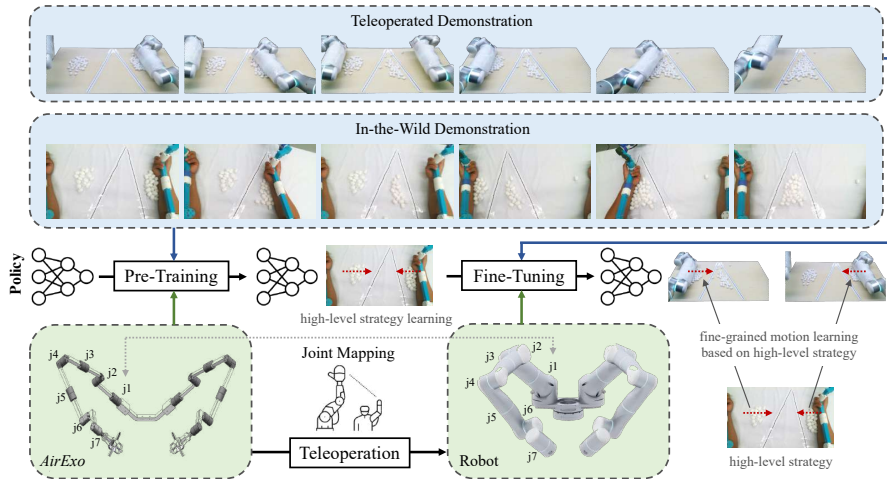 Teleoperated Demonstration
In-the-Wild Demonstration
Policy
Pre-Training
Fine-Tuning
high-level strategy learning
fine-grained motion learning
based on high-level strategy
high-level strategy
j4
j3
j2
j1
j5
j6
j7
AirExo
Joint Mapping
Teleoperation
j3
j2
j1
j4
j6
j5
j7
Robot